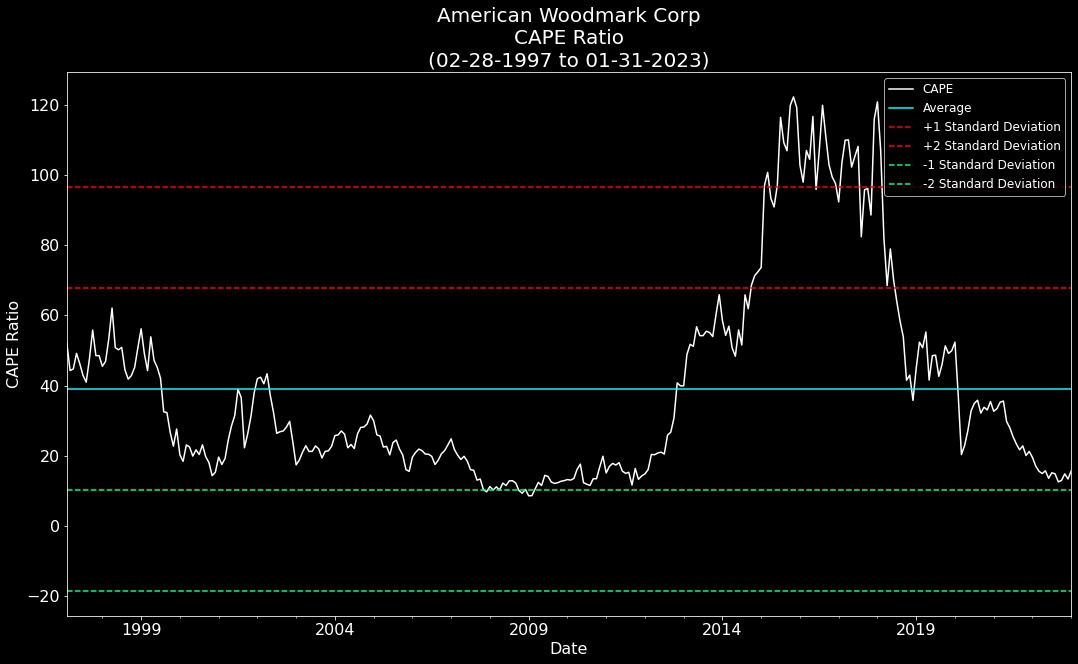 American Woodmark Corp
CAPE Ratio
(02-28-1997 to 01-31-2023)
CAPE
Average
+1 Standard Deviation
+2 Standard Deviation
-1 Standard Deviation
-2 Standard Deviation
CAPE Ratio
120
100
80
60
40
20
0
−20
1999
2004
2009
2014
2019
Date